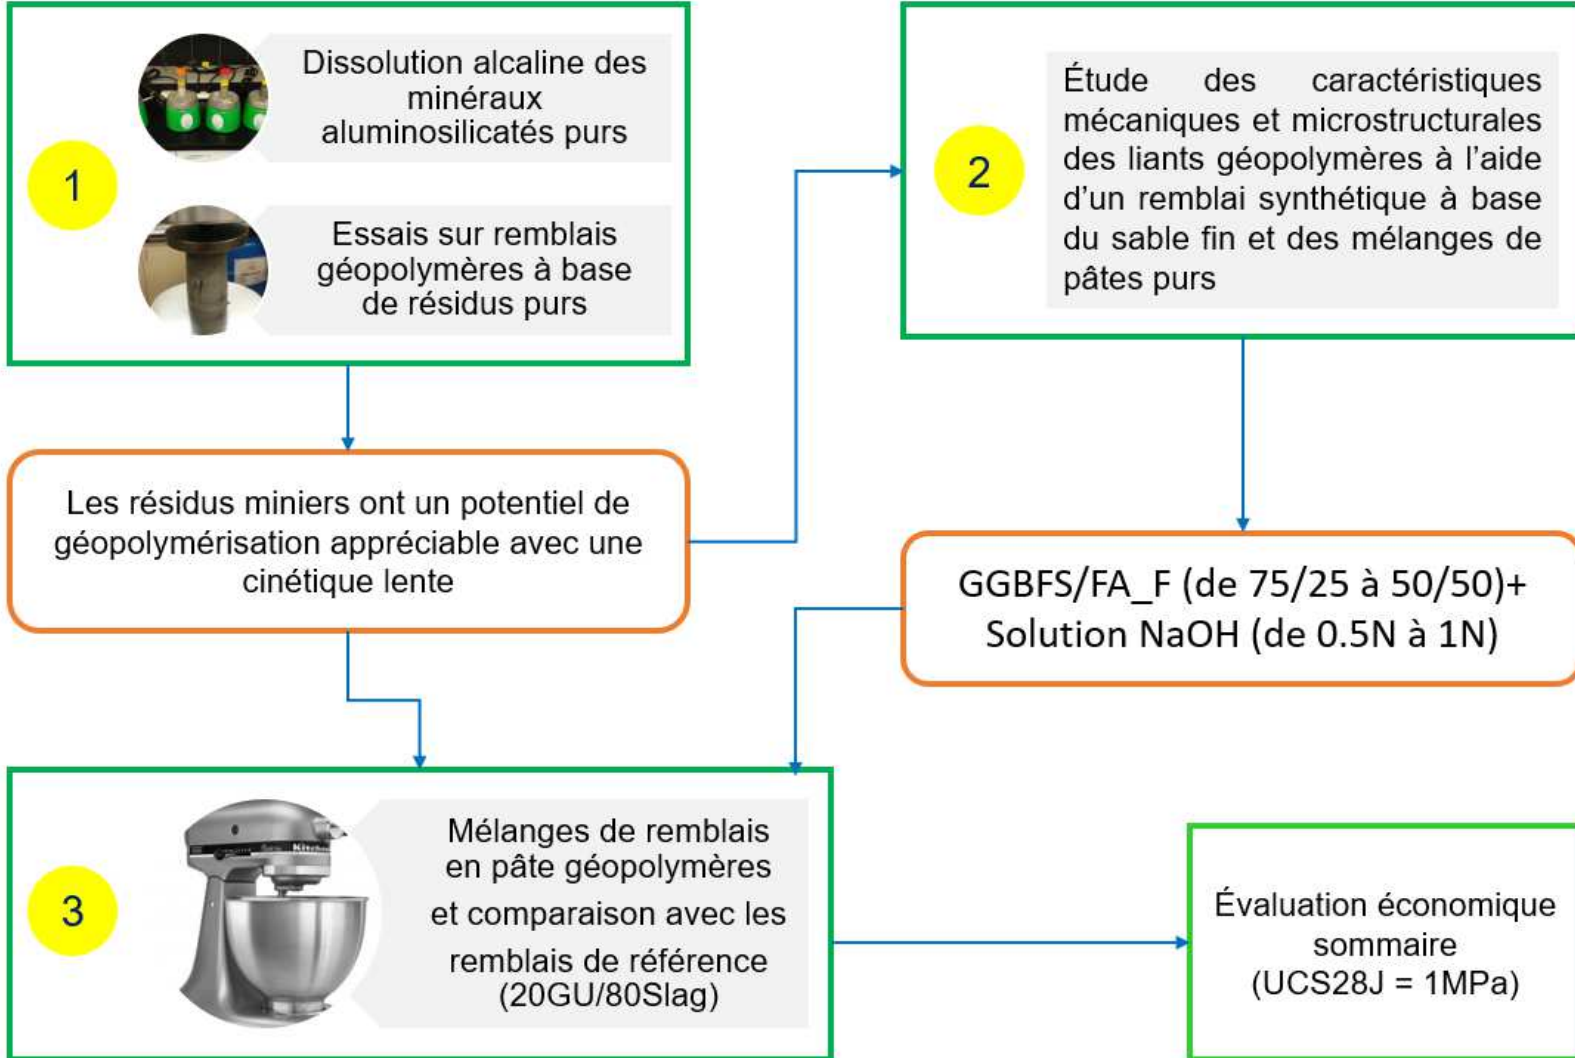 1
Dissolution alcaline des
minéraux
aluminosilicatés purs
Essais sur remblais
géopolymères à base
de résidus purs
2
Étude des caractéristiques
mécaniques et microstructurales
des liants géopolymères à l'aide
d'un remblai synthétique à base
du sable fin et des mélanges de
pâtes purs
Les résidus miniers ont un potentiel de
géopolymérisation appréciable avec une
cinétique lente
GGBFS/FA_F (de 75/25 à 50/50)+
Solution NaOH (de 0.5N à 1N)
3
Mélanges de remblais
en pâte géopolymères
et comparaison avec les
remblais de référence
(20GU/80Slag)
Évaluation économique
sommaire
(UCS28J = 1MPa)